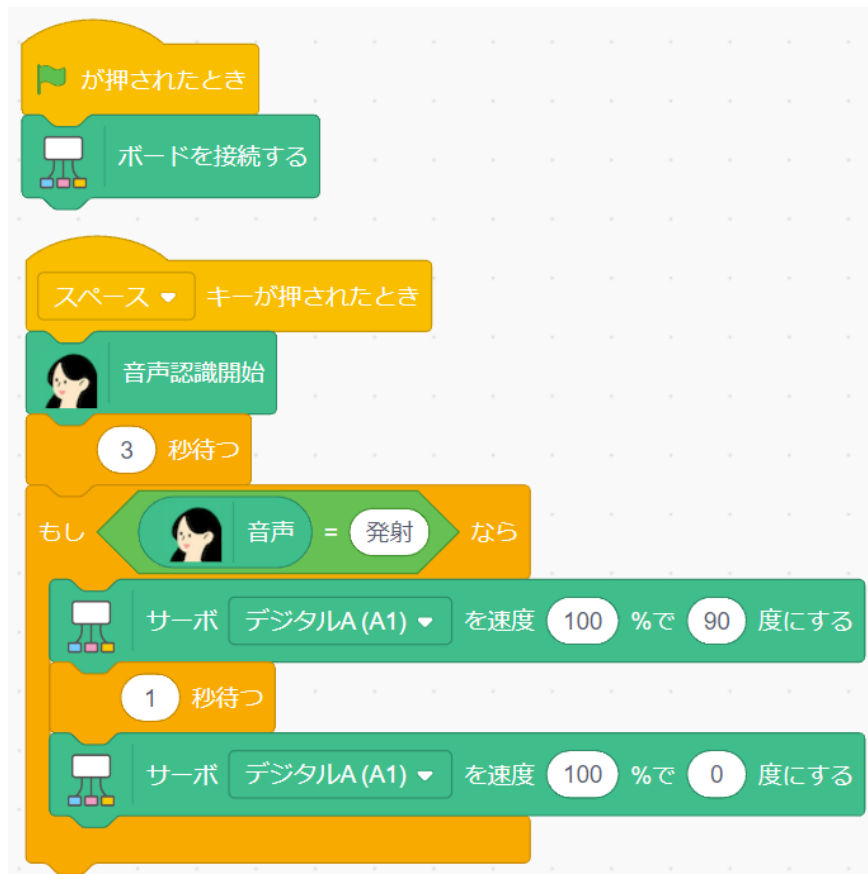 が押されたとき
ボードを接続する
スペース キーが押されたとき
音声認識開始
3 秒待つ
もし 音声 = 発射 なら
サーボ デジタルA (A1) を速度 100 %で 90 度にする
1 秒待つ
サーボ デジタルA (A1) を速度 100 %で 0 度にする